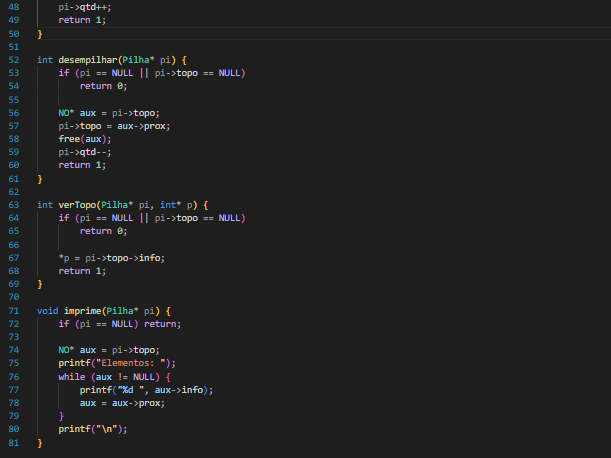 48 pi->qtd++;
49 return 1;
50 }
51
52 int desempilhar(Pilha* pi) {
53 if (pi == NULL || pi->topo == NULL)
54 return 0;
55
56 NO* aux = pi->topo;
57 pi->topo = aux->prox;
58 free(aux);
59 pi->qtd--;
60 return 1;
61 }
62
63 int verTopo(Pilha* pi, int* p) {
64 if (pi == NULL || pi->topo == NULL)
65 return 0;
66
67 *p = pi->topo->info;
68 return 1;
69 }
70
71 void imprime(Pilha* pi) {
72 if (pi == NULL) return;
73
74 NO* aux = pi->topo;
75 printf("Elementos: ");
76 while (aux != NULL) {
77 printf("%d ", aux->info);
78 aux = aux->prox;
79 }
80 printf("\n");
81 }